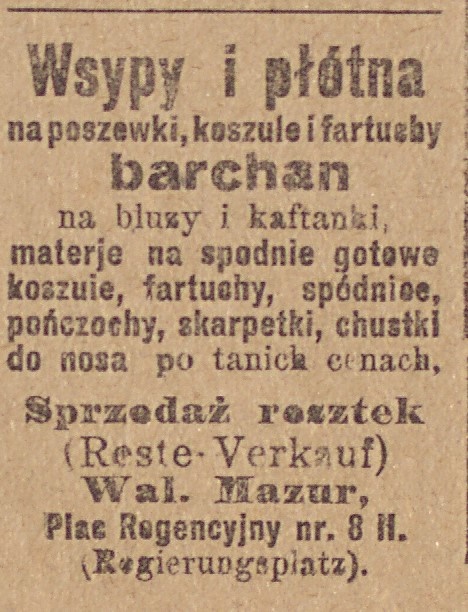 Wsypy i płótna
na poszewki, koszule i fartuchy
barchan
na bluzy i kaftanki,
materje na spodnie gotowe
koszule, fartuchy, spódnice,
pończochy, skarpetki, chustki
do nosa po tanich cenach,
Sprzedaż resztek
(Reste-Verkauf)
Wal. Mazur,
Plac Regencyjny nr. 8 II.
(Regierungsplatz).